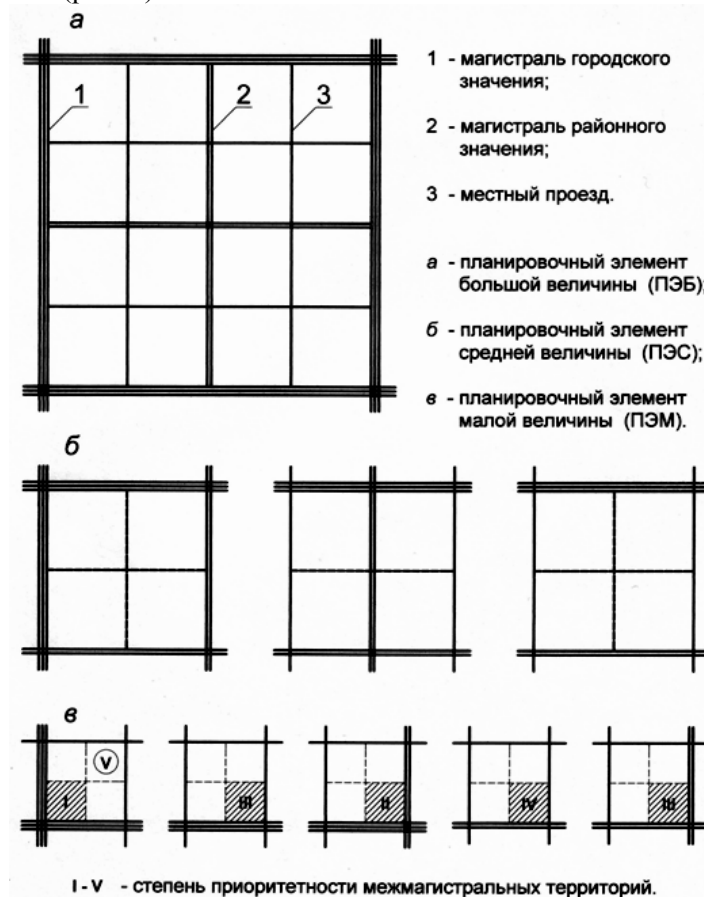 а
1 2 3
1 - магистраль городского
значения;
2 - магистраль районного
значения;
3 - местный проезд.
а - планировочный элемент
большой величины (ПЭБ);
б - планировочный элемент
средней величины (ПЭС);
в - планировочный элемент
малой величины (ПЭМ).
б
в
V
I III II IV III
I - V - степень приоритетности межмагистральных территорий.